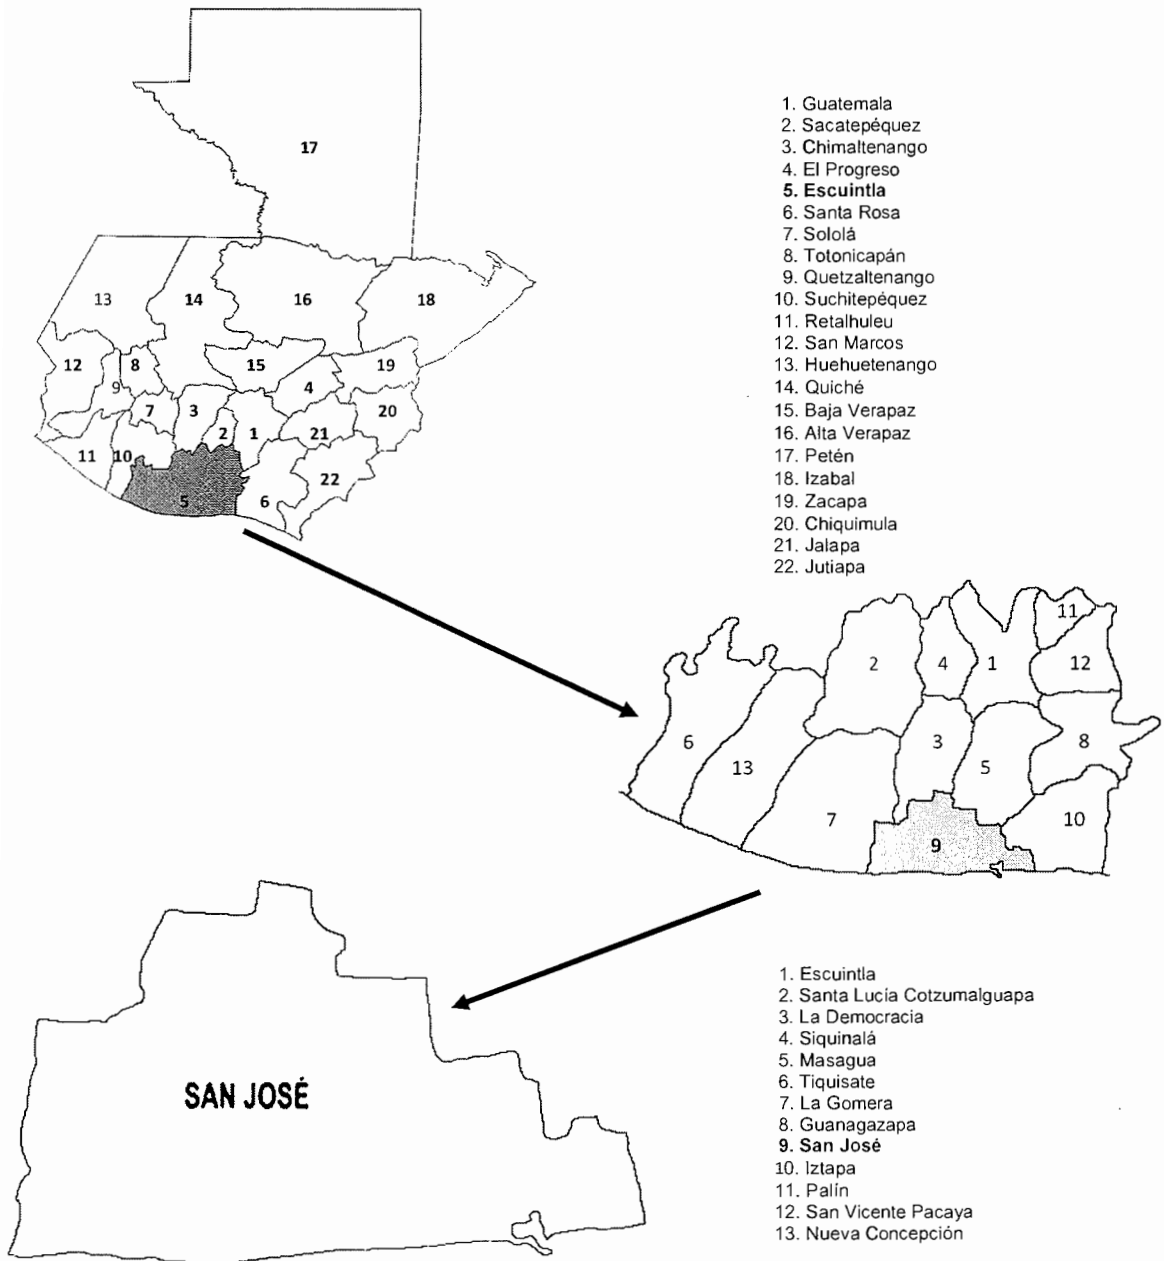 17
13
14
16
18
12
8
9
15
4
19
7
3
2
1
21
20
11
10
5
6
22
1. Guatemala
2. Sacatepéquez
3. Chimaltenango
4. El Progreso
5. Escuintla
6. Santa Rosa
7. Sololá
8. Totonicapán
9. Quetzaltenango
10. Suchitepéquez
11. Retalhuleu
12. San Marcos
13. Huehuetenango
14. Quiché
15. Baja Verapaz
16. Alta Verapaz
17. Petén
18. Izabal
19. Zacapa
20. Chiquimula
21. Jalapa
22. Jutiapa
11
2
4
1
12
6
13
3
5
8
7
9
10
SAN JOSÉ
1. Escuintla
2. Santa Lucía Cotzumalguapa
3. La Democracia
4. Siquinalá
5. Masagua
6. Tiquisate
7. La Gomera
8. Guanagazapa
9. San José
10. Iztapa
11. Palín
12. San Vicente Pacaya
13. Nueva Concepción